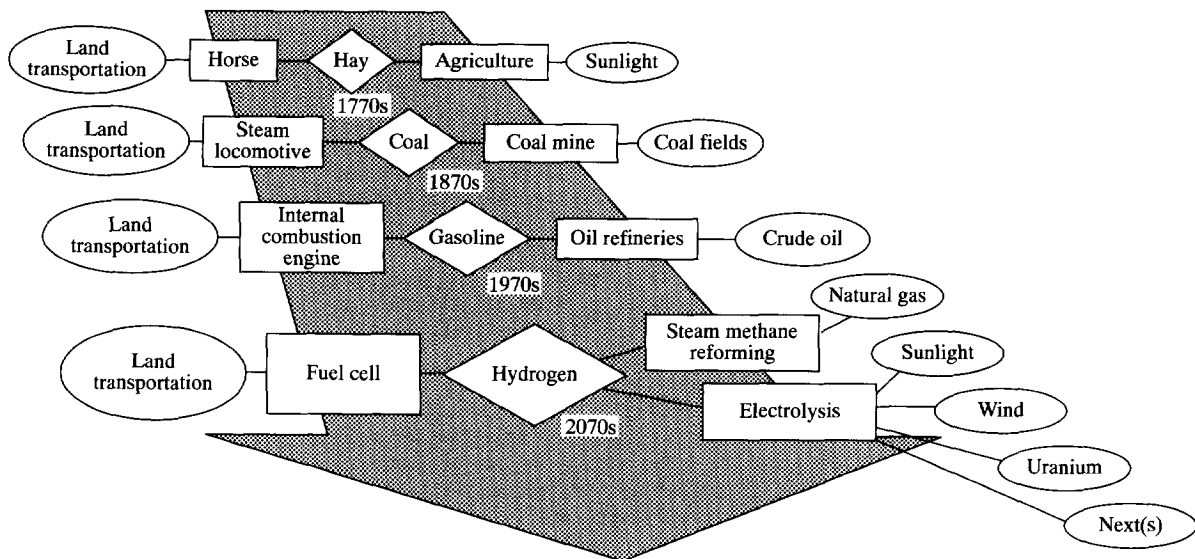 Land
transportation
Horse
Hay
Agriculture
Sunlight
1770s
Land
transportation
Steam
locomotive
Coal
Coal mine
Coal fields
1870s
Land
transportation
Internal
combustion
engine
Gasoline
Oil refineries
Crude oil
1970s
Land
transportation
Fuel cell
Hydrogen
Steam methane
reforming
Natural gas
Electrolysis
Sunlight
Wind
Uranium
Next(s)
2070s